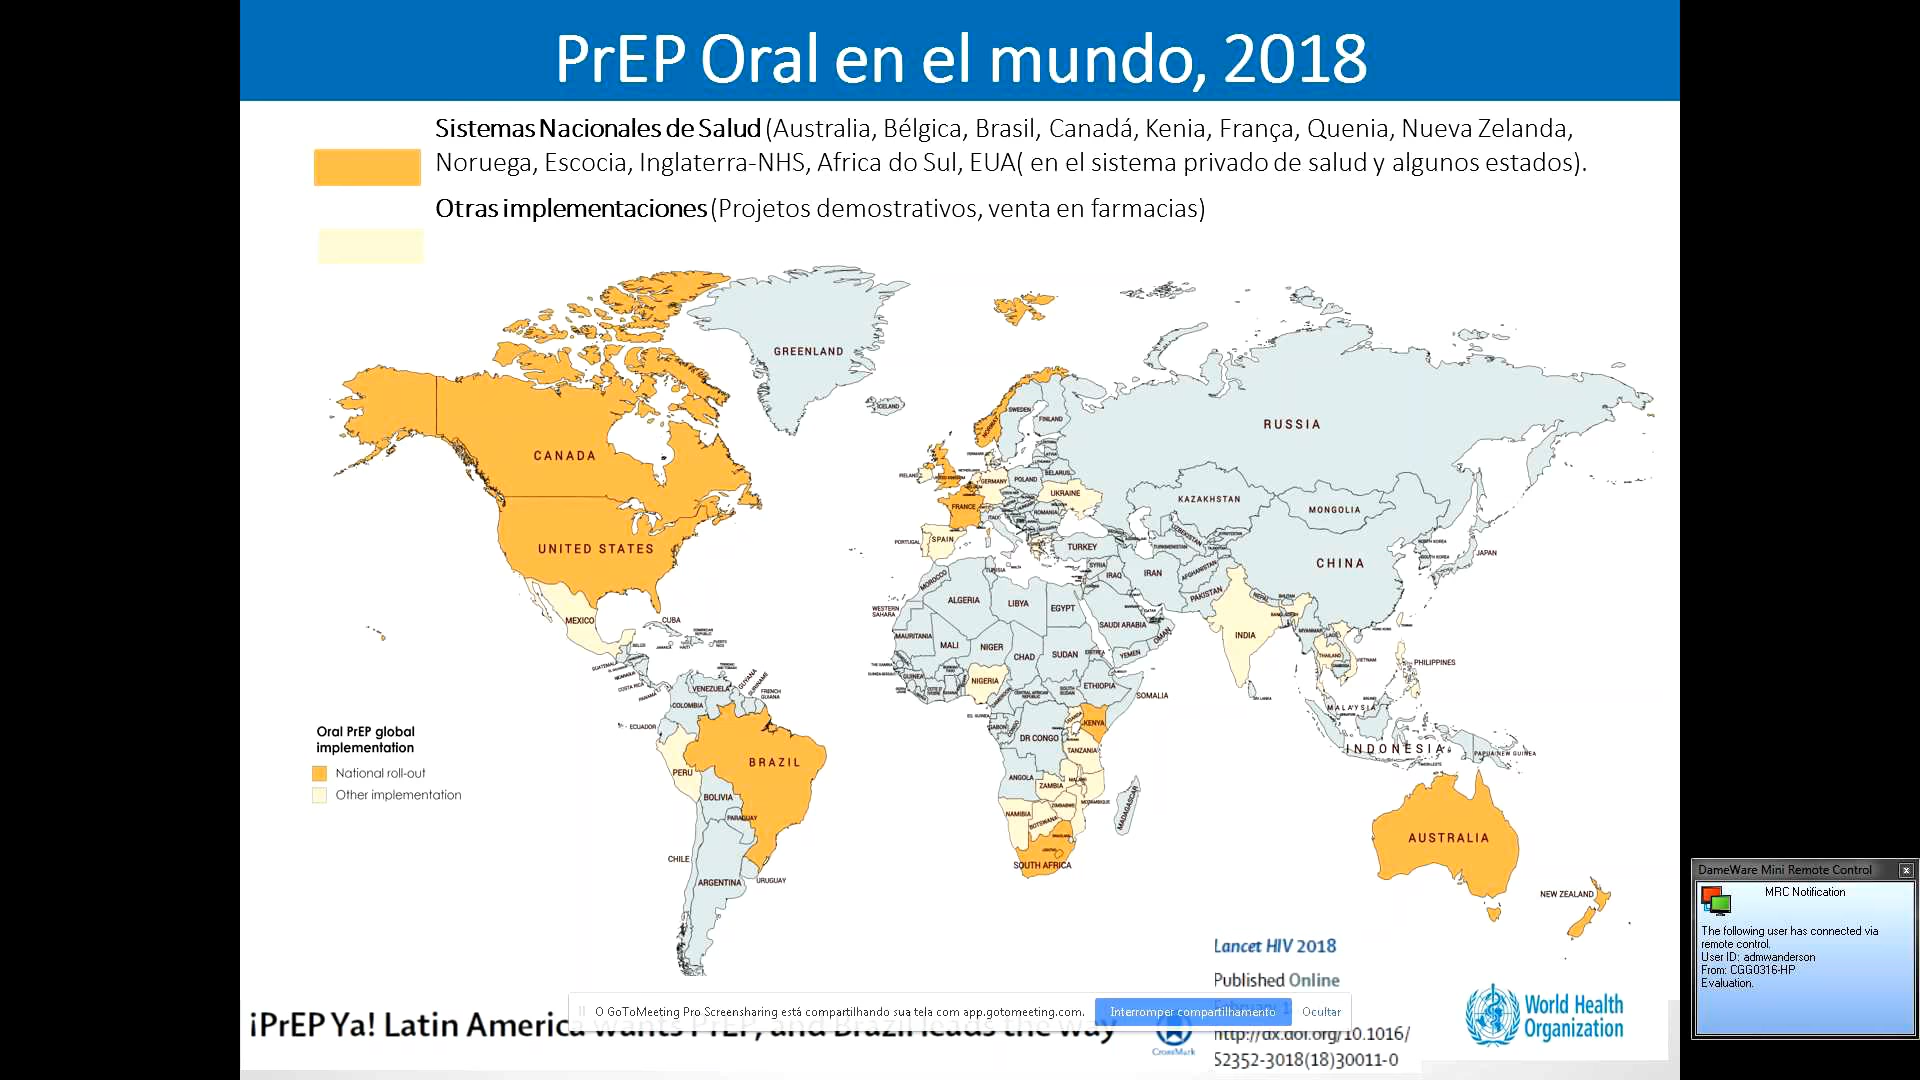 PrEP Oral en el mundo, 2018
Sistemas Nacionales de Salud (Australia, Bélgica, Brasil, Canadá, Kenia, França, Quenia, Nueva Zelanda,
Noruega, Escocia, Inglaterra-NHS, Africa do Sul, EUA( en el sistema privado de salud y algunos estados).
Otras implementaciones (Projetos demostrativos, venta en farmacias)
GREENLAND
ICELAND
SWEDEN
FINLAND
NORWAY
RUSSIA
CANADA
IRELAND
GERMANY
POLAND
BELARUS
UKRAINE
KAZAKHSTAN
MONGOLIA
FRANCE
ITALY
ROMANIA
UNITED STATES
PORTUGAL
SPAIN
TURKEY
UZBEKISTAN
TURKMENISTAN
CHINA
NORTH KOREA
SOUTH KOREA
JAPAN
TUNISIA
SYRIA
IRAQ
IRAN
AFGHANISTAN
PAKISTAN
NEPAL
BHUTAN
MOROCCO
ALGERIA
LIBYA
EGYPT
WESTERN
SAHARA
SAUDI ARABIA
OMAN
YEMEN
MEXICO
CUBA
MAURITANIA
MALI
NIGER
CHAD
SUDAN
ERITREA
INDIA
MYANMAR
LAOS
THAILAND
VIETNAM
PHILIPPINES
GUATEMALA
NICARAGUA
COSTA RICA
PANAMA
VENEZUELA
GUYANA
SURINAME
FRENCH
GUIANA
COLOMBIA
ECUADOR
GUINEA
NIGERIA
CENTRAL AFRICAN
REPUBLIC
SOUTH
SUDAN
ETHIOPIA
SOMALIA
SRI LANKA
MALAYSIA
INDONESIA
PAPUA NEW GUINEA
GABON
DR CONGO
UGANDA
KENYA
TANZANIA
PERU
BRAZIL
BOLIVIA
PARAGUAY
CHILE
ARGENTINA
URUGUAY
ANGOLA
ZAMBIA
MALAWI
MOZAMBIQUE
ZIMBABWE
NAMIBIA
BOTSWANA
MADAGASCAR
SOUTH AFRICA
AUSTRALIA
NEW ZEALAND
Oral PrEP global
implementation
National roll-out
Other implementation
Lancet HIV 2018
Published Online
http://dx.doi.org/10.1016/
S2352-3018(18)30011-0
¡PrEP Ya! Latin America wants PrEP, and Brazil leads the way
CrossMark
World Health
Organization
O GoToMeeting Pro Screensharing está compartilhando sua tela com app.gotomeeting.com.
Interromper compartilhamento
Ocultar
DameWare Mini Remote Control
MRC Notification
The following user has connected via
remote control.
User ID: admwanderson
From: CGG0316-HP
Evaluation.